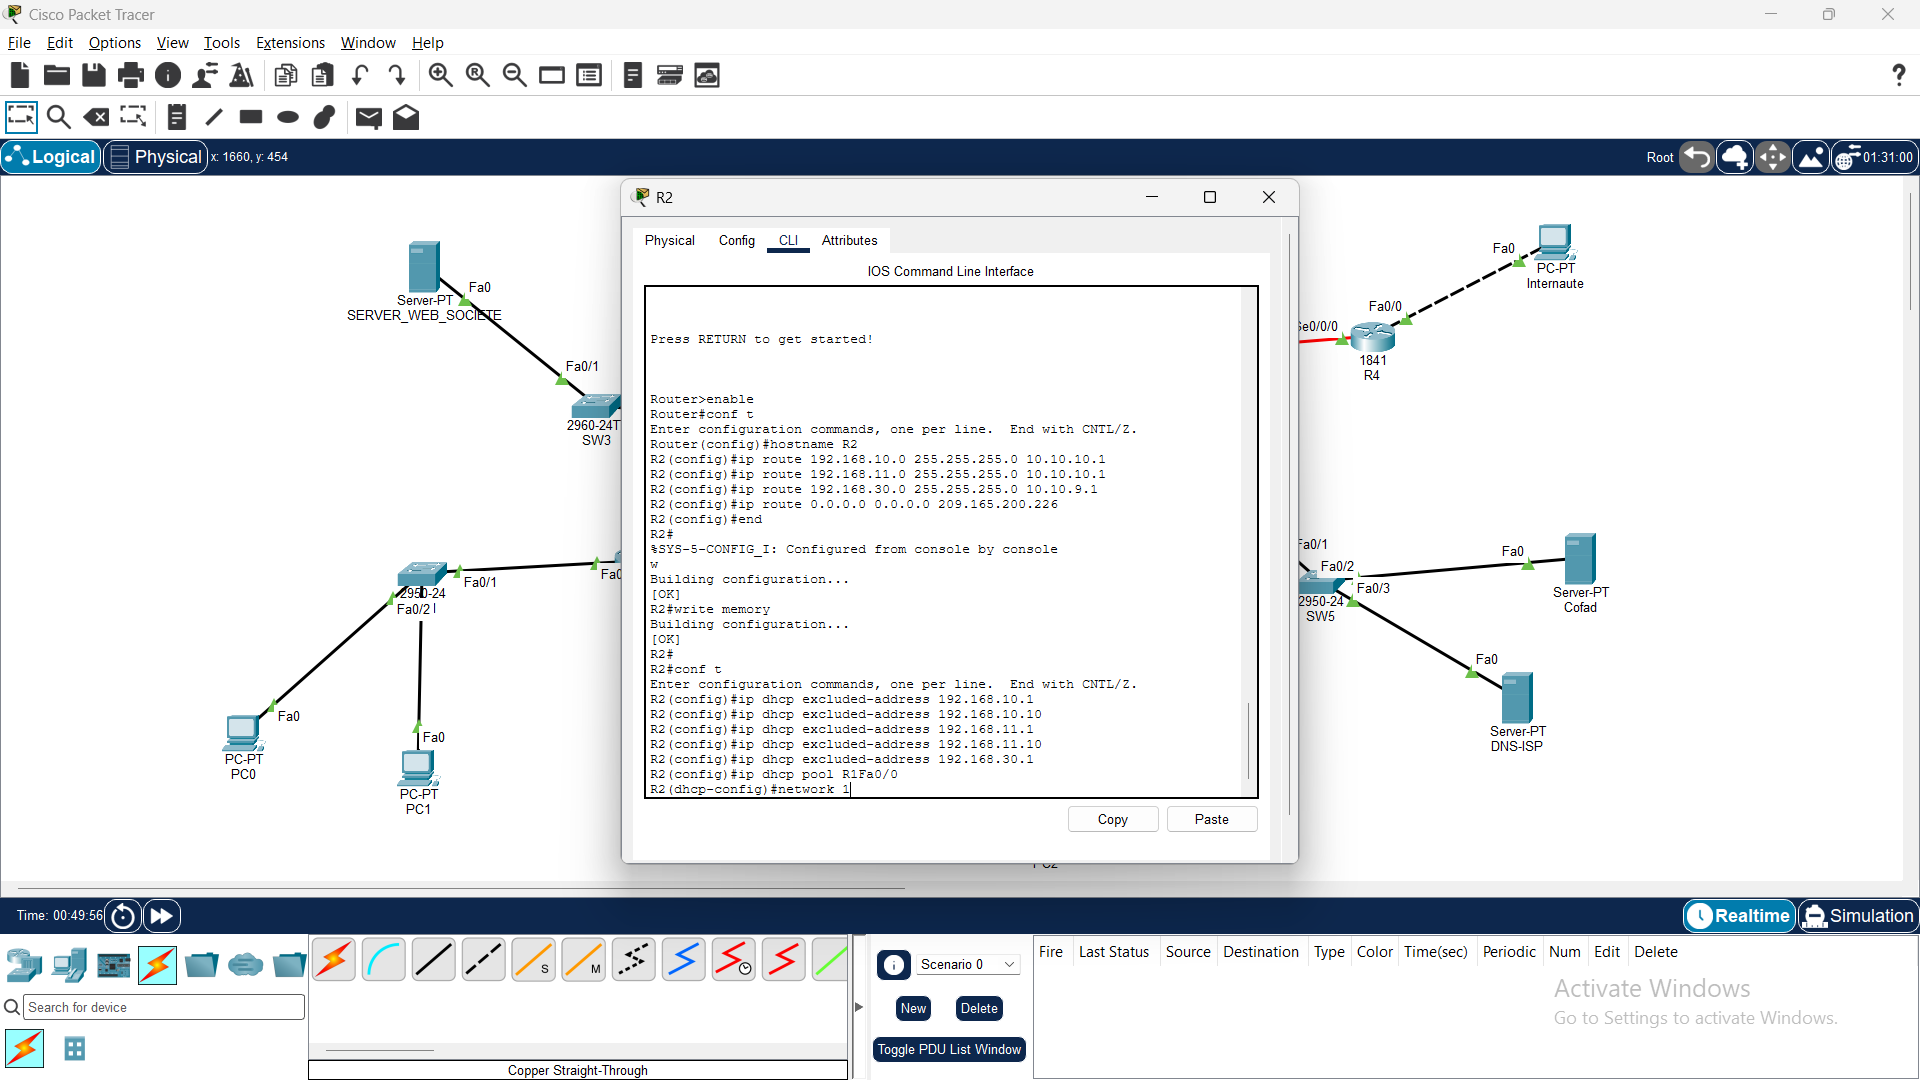 Cisco Packet Tracer
File Edit Options View Tools Extensions Window Help
Logical Physical x: 1660, y: 454
Root 01:31:00
R2
Physical Config CLI Attributes
IOS Command Line Interface
Press RETURN to get started!
Router>enable
Router#conf t
Enter configuration commands, one per line.  End with CNTL/Z.
Router(config)#hostname R2
R2(config)#ip route 192.168.10.0 255.255.255.0 10.10.10.1
R2(config)#ip route 192.168.11.0 255.255.255.0 10.10.10.1
R2(config)#ip route 192.168.30.0 255.255.255.0 10.10.9.1
R2(config)#ip route 0.0.0.0 0.0.0.0 209.165.200.226
R2(config)#end
R2#
%SYS-5-CONFIG_I: Configured from console by console
w
Building configuration...
[OK]
R2#write memory
Building configuration...
[OK]
R2#
R2#conf t
Enter configuration commands, one per line.  End with CNTL/Z.
R2(config)#ip dhcp excluded-address 192.168.10.1
R2(config)#ip dhcp excluded-address 192.168.10.10
R2(config)#ip dhcp excluded-address 192.168.11.1
R2(config)#ip dhcp excluded-address 192.168.11.10
R2(config)#ip dhcp excluded-address 192.168.30.1
R2(config)#ip dhcp pool R1Fa0/0
R2(dhcp-config)#network 1
Copy Paste
Fa0
Server-PT
SERVER_WEB_SOCIETE
Fa0/1
2960-24T
SW3
Fa0/1
2950-24
Fa0/2
Fa0
PC-PT
PC0
Fa0
PC-PT
PC1
Fa0
PC-PT
Internaute
Fa0/0
Se0/0/0
1841
R4
Fa0/1
Fa0/2
Fa0/3
2950-24
SW5
Fa0
Server-PT
Cofad
Fa0
Server-PT
DNS-ISP
PC2
Time: 00:49:56
Realtime Simulation
Search for device
S M
Copper Straight-Through
Scenario 0
New Delete
Toggle PDU List Window
Fire Last Status Source Destination Type Color Time(sec) Periodic Num Edit Delete
Activate Windows
Go to Settings to activate Windows.